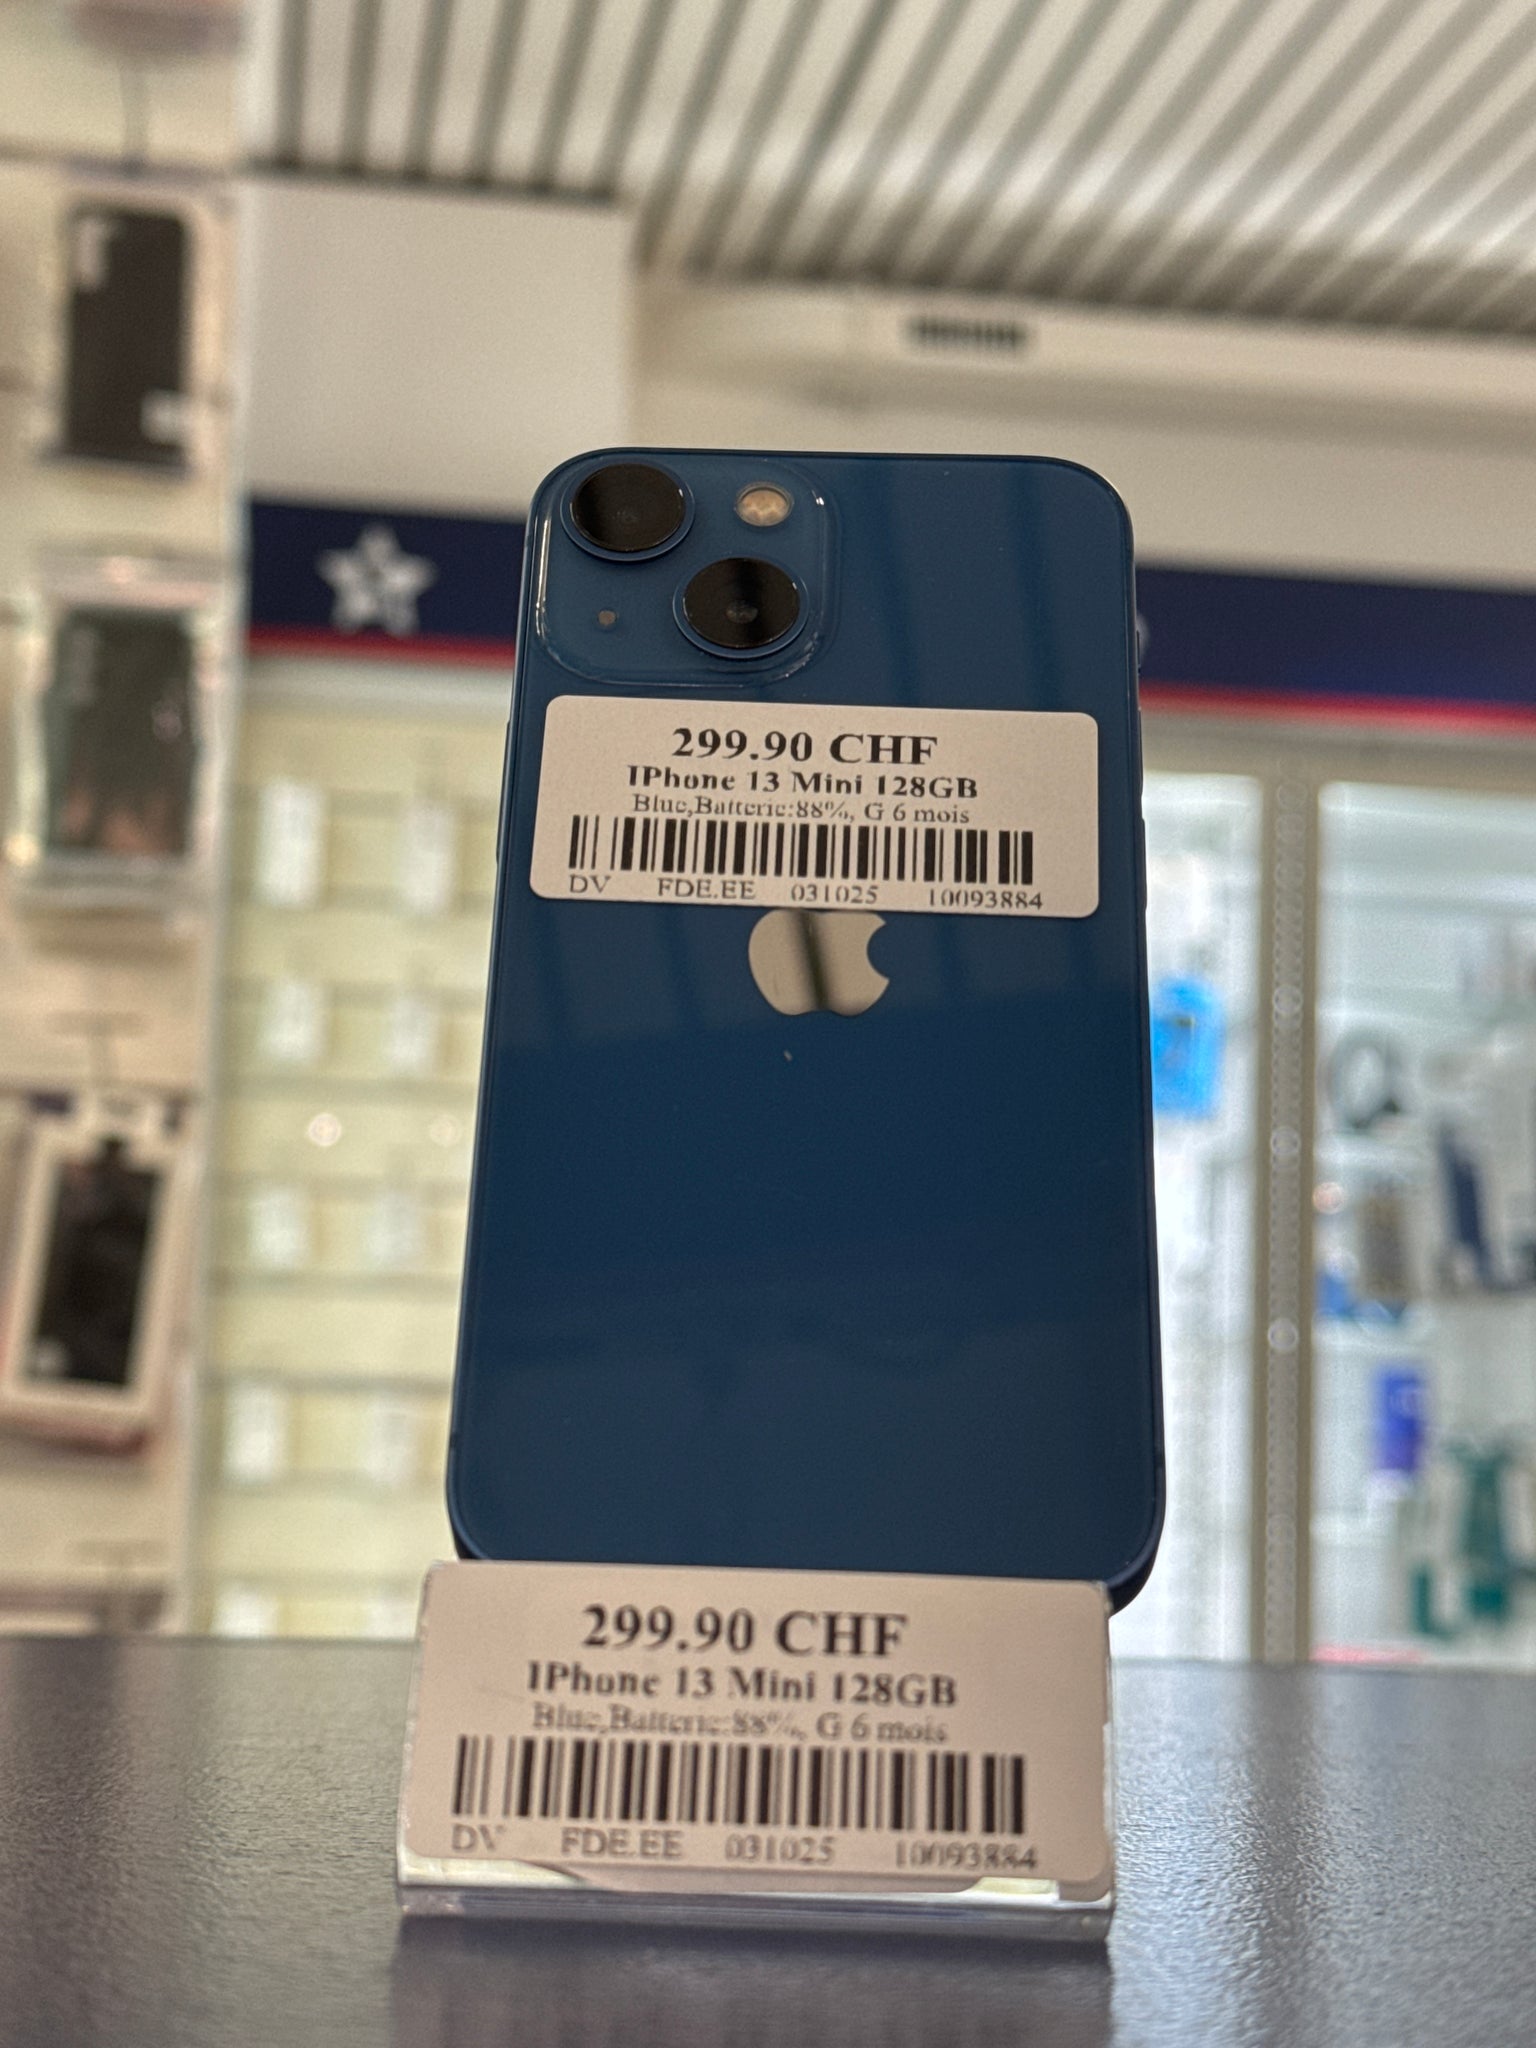 299.90 CHF
IPhone 13 Mini 128GB
Blue,Batterie:88%, G 6 mois
DV FDE.EE 031025 10093884
299.90 CHF
IPhone 13 Mini 128GB
Blue,Batterie:88%, G 6 mois
DV FDE.EE 031025 10093884